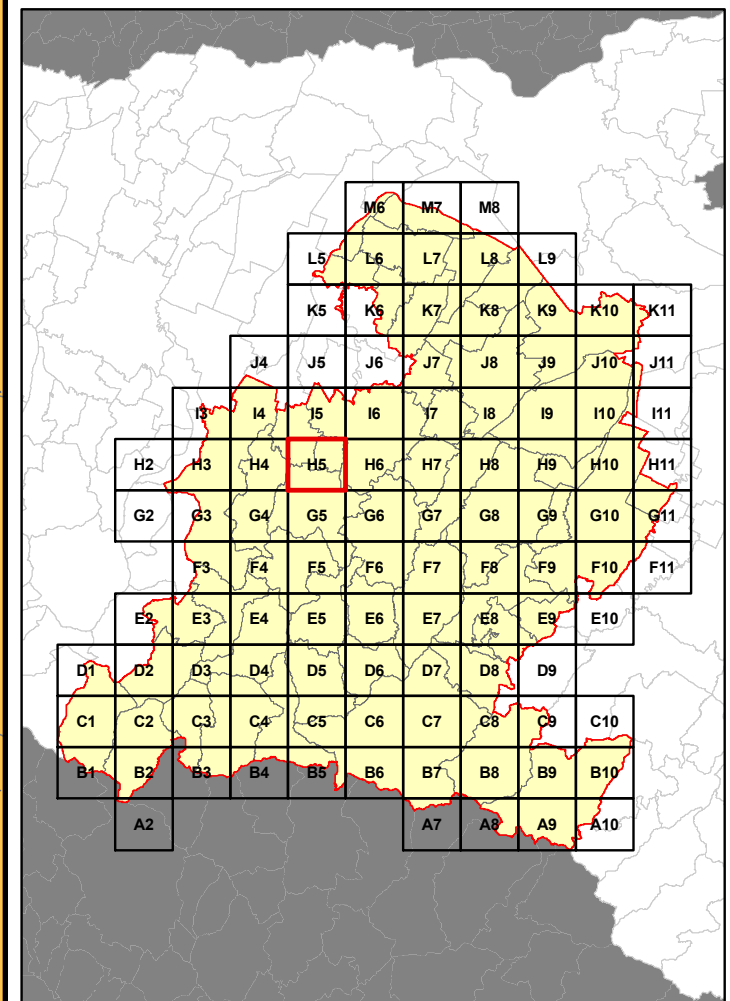 M6 M7 M8
L5 L6 L7 L8 L9
K5 K6 K7 K8 K9 K10 K11
J4 J5 J6 J7 J8 J9 J10 J11
I3 I4 I5 I6 I7 I8 I9 I10 I11
H2 H3 H4 H5 H6 H7 H8 H9 H10 H11
G2 G3 G4 G5 G6 G7 G8 G9 G10 G11
F3 F4 F5 F6 F7 F8 F9 F10 F11
E2 E3 E4 E5 E6 E7 E8 E9 E10
D1 D2 D3 D4 D5 D6 D7 D8 D9
C1 C2 C3 C4 C5 C6 C7 C8 C9 C10
B1 B2 B3 B4 B5 B6 B7 B8 B9 B10
A2 A7 A8 A9 A10